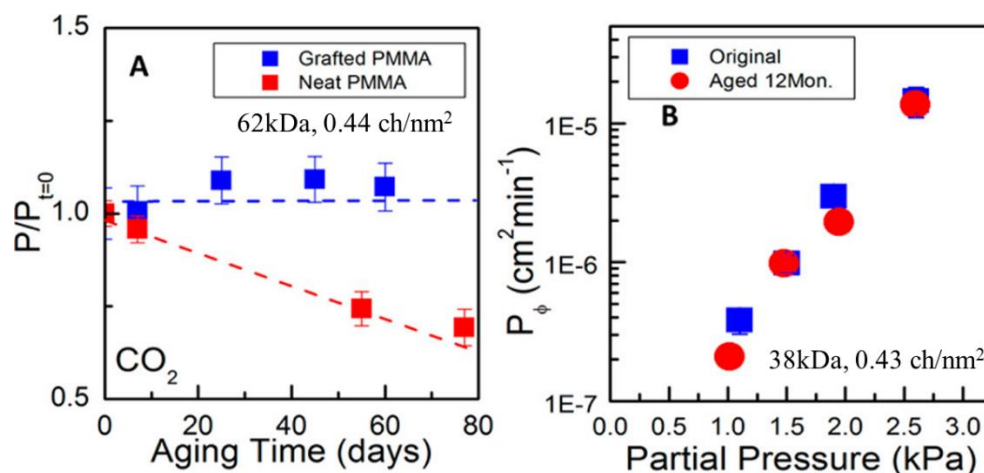 A
Grafted PMMA
Neat PMMA
62kDa, 0.44 ch/nm²
CO₂
P/Pₜ₌₀
1.5
1.0
0.5
0 20 40 60 80
Aging Time (days)
Original
Aged 12Mon.
B
38kDa, 0.43 ch/nm²
P_ϕ (cm² min⁻¹)
1E-5
1E-6
1E-7
0.0 0.5 1.0 1.5 2.0 2.5 3.0
Partial Pressure (kPa)